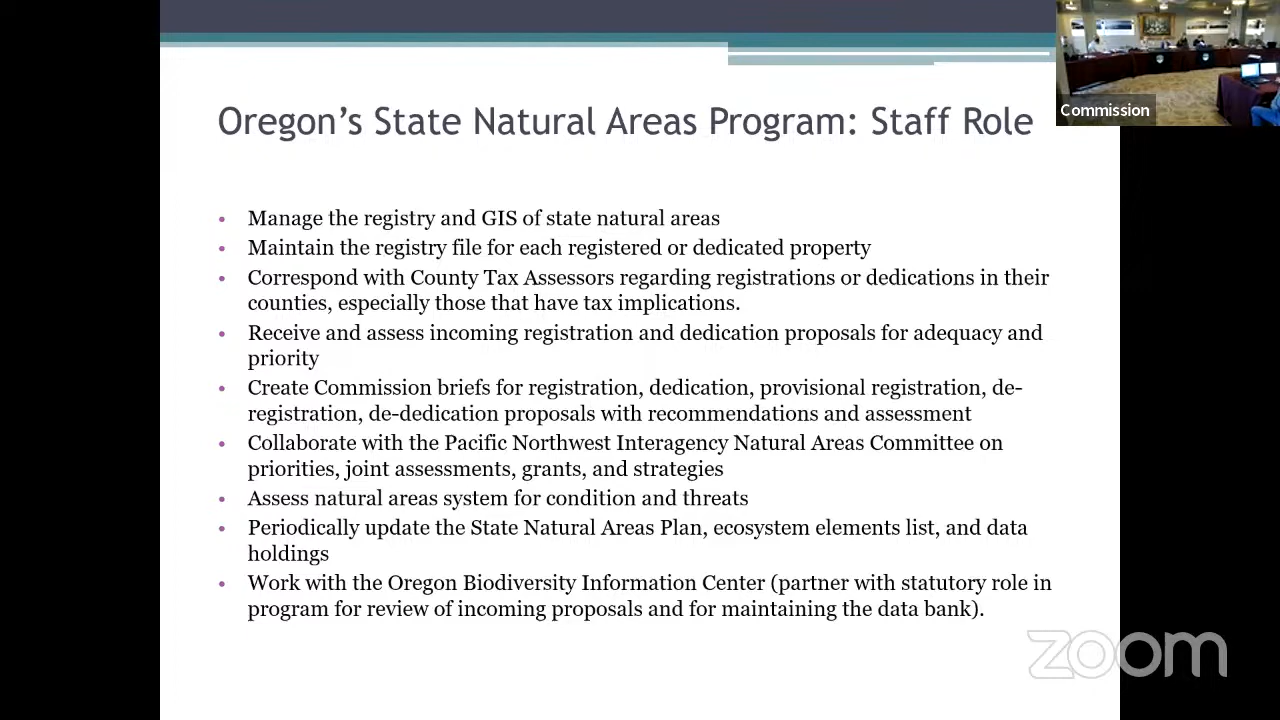 Commission
Oregon's State Natural Areas Program: Staff Role
• Manage the registry and GIS of state natural areas
• Maintain the registry file for each registered or dedicated property
• Correspond with County Tax Assessors regarding registrations or dedications in their
counties, especially those that have tax implications.
• Receive and assess incoming registration and dedication proposals for adequacy and
priority
• Create Commission briefs for registration, dedication, provisional registration, de-
registration, de-dedication proposals with recommendations and assessment
• Collaborate with the Pacific Northwest Interagency Natural Areas Committee on
priorities, joint assessments, grants, and strategies
• Assess natural areas system for condition and threats
• Periodically update the State Natural Areas Plan, ecosystem elements list, and data
holdings
• Work with the Oregon Biodiversity Information Center (partner with statutory role in
program for review of incoming proposals and for maintaining the data bank).
zoom